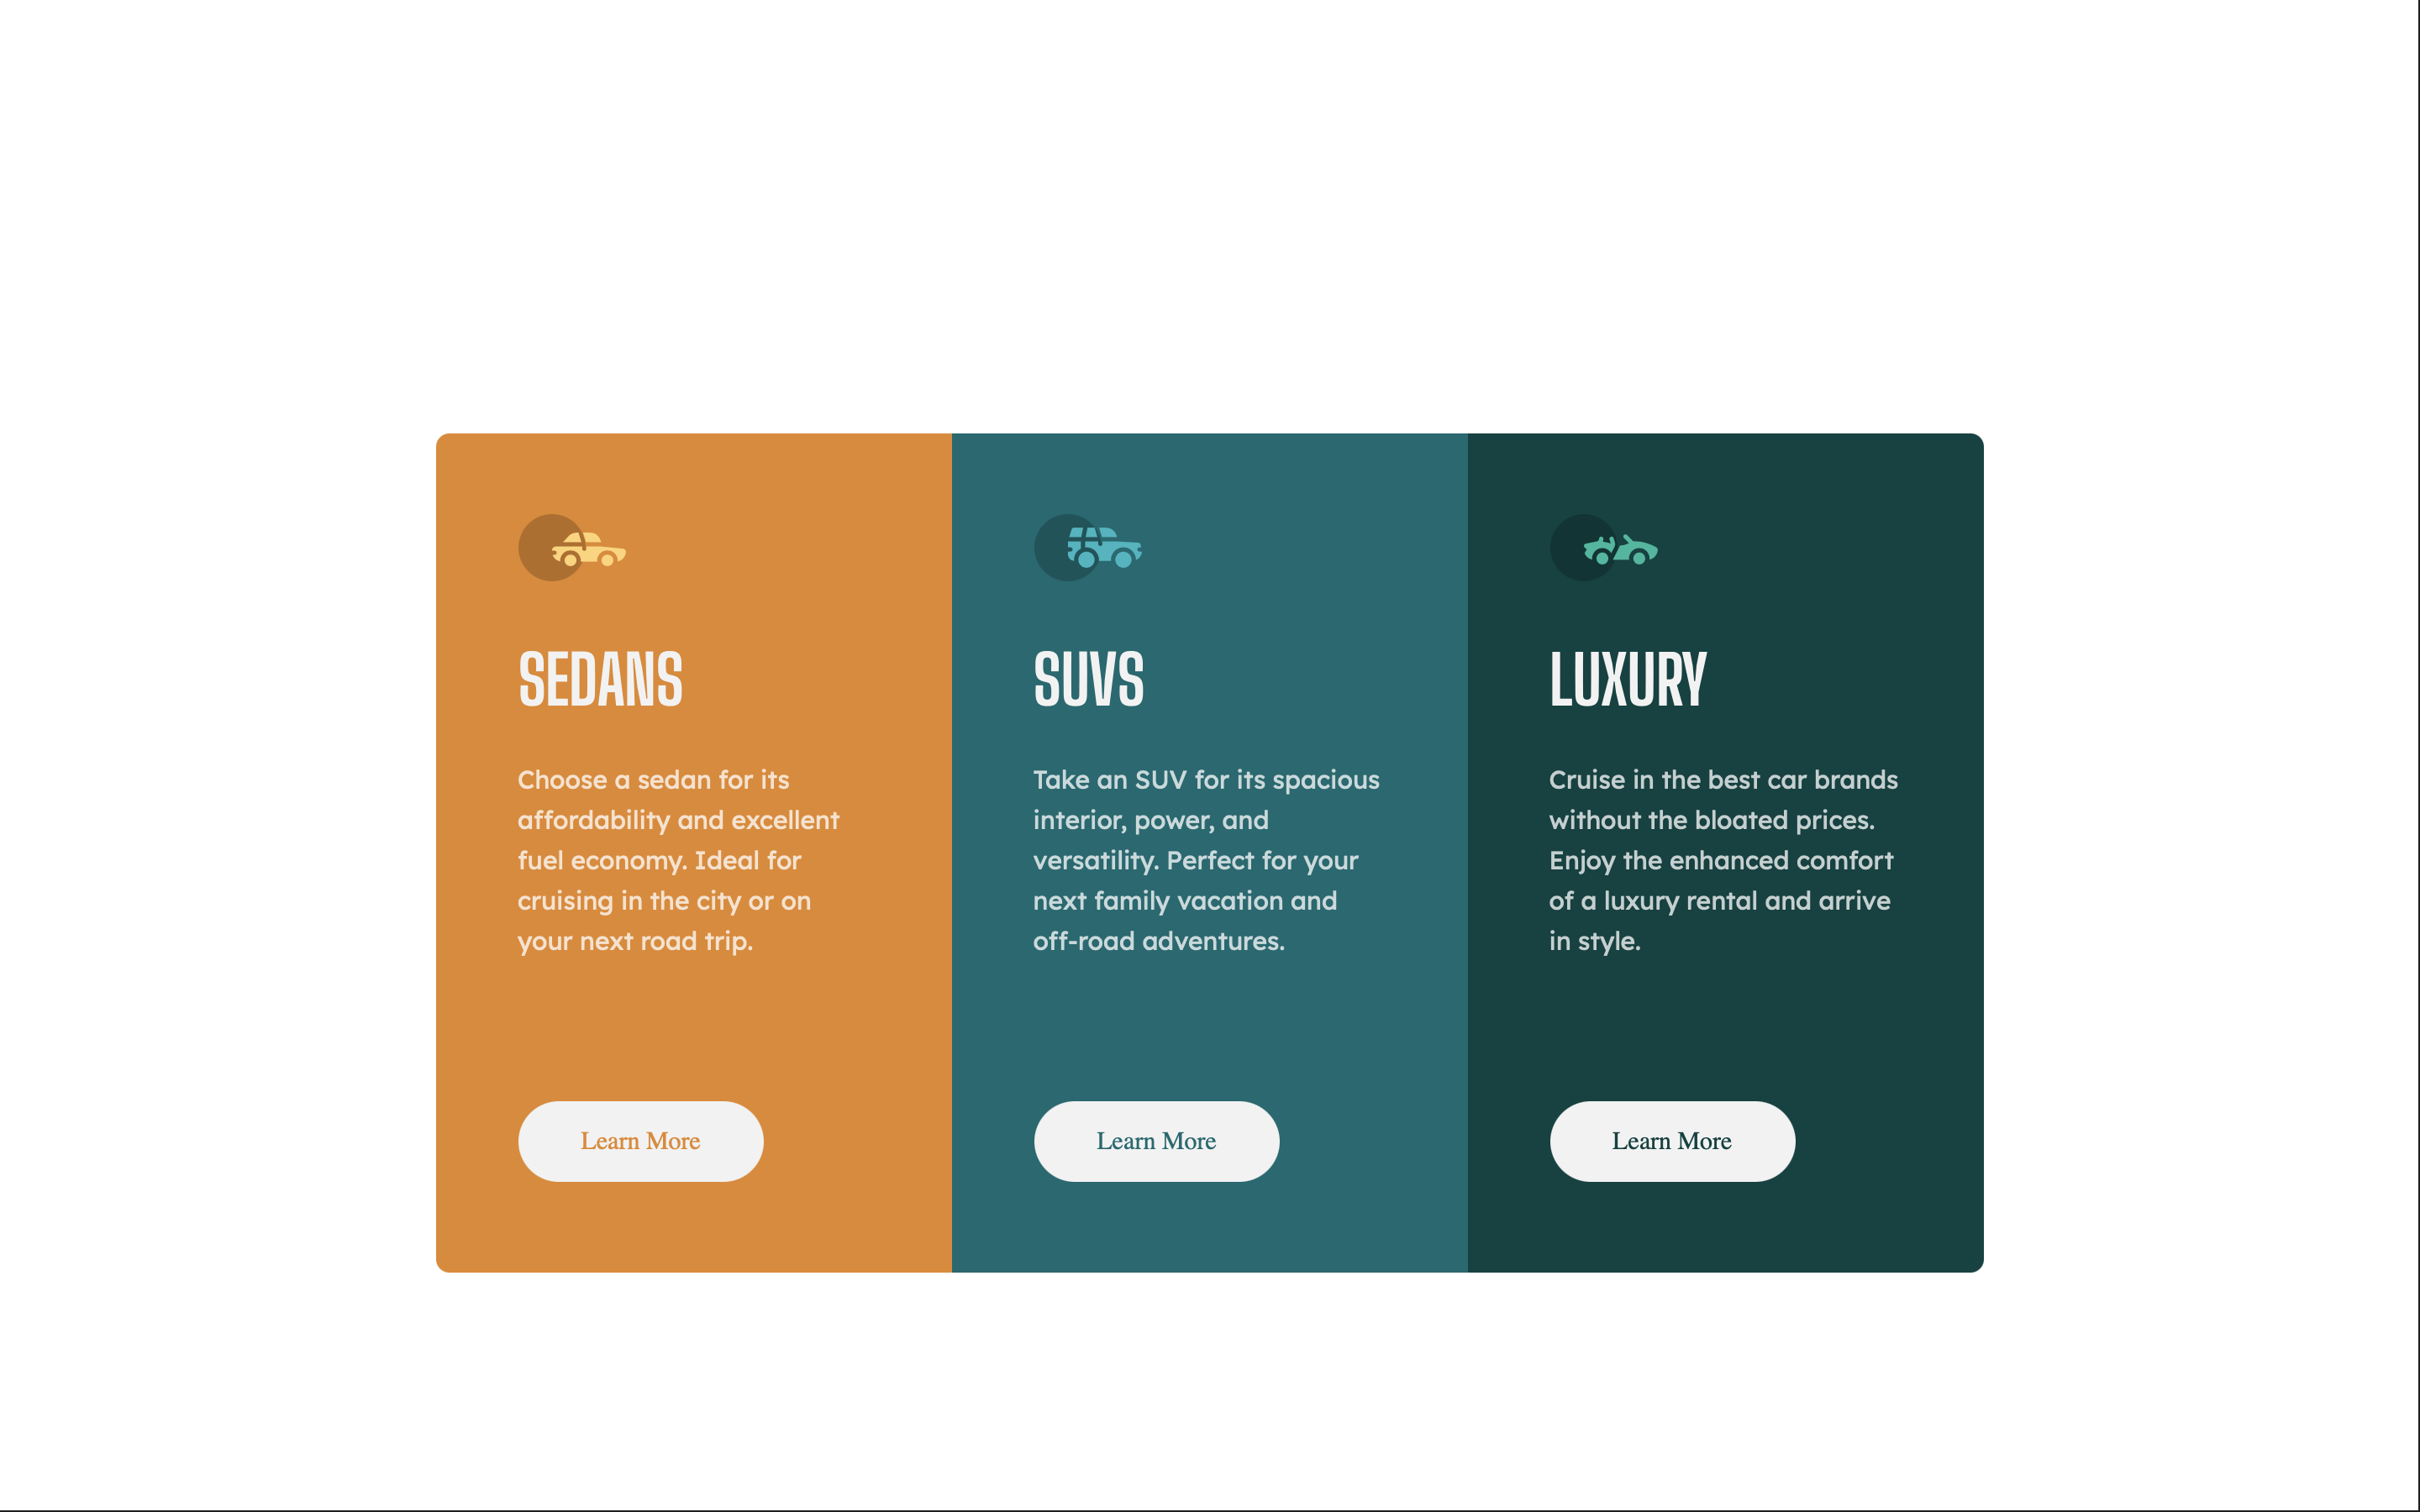 SEDANS
Choose a sedan for its
affordability and excellent
fuel economy. Ideal for
cruising in the city or on
your next road trip.
Learn More
SUVS
Take an SUV for its spacious
interior, power, and
versatility. Perfect for your
next family vacation and
off-road adventures.
Learn More
LUXURY
Cruise in the best car brands
without the bloated prices.
Enjoy the enhanced comfort
of a luxury rental and arrive
in style.
Learn More